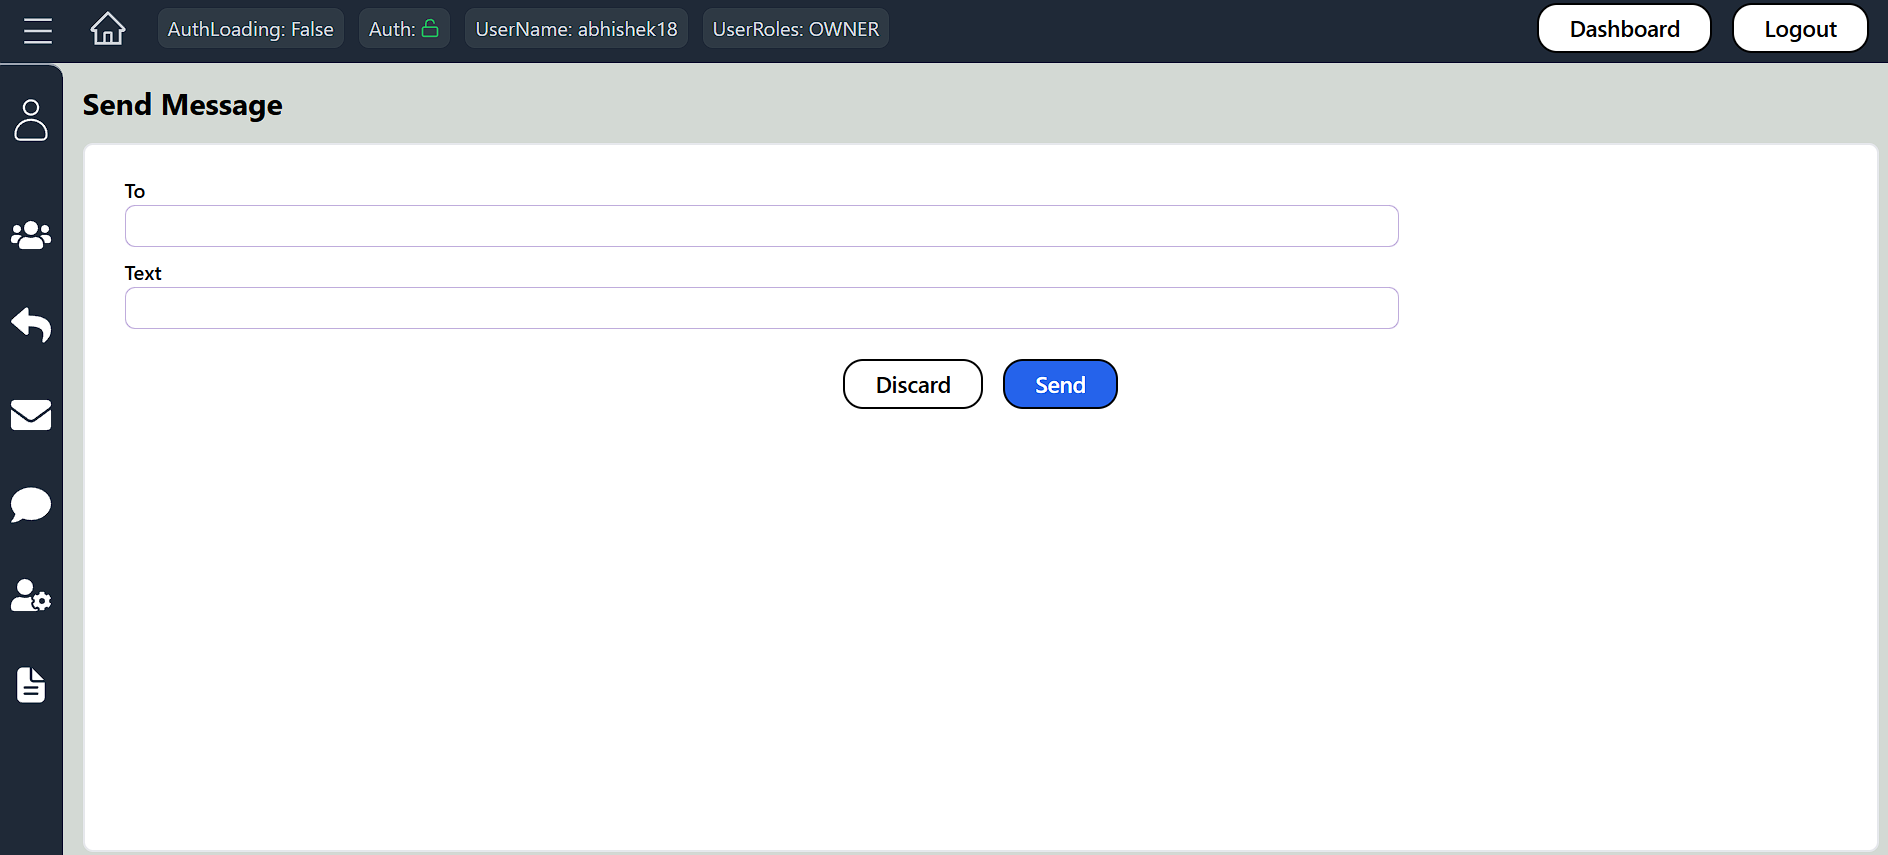 AuthLoading: False Auth: UserName: abhishek18 UserRoles: OWNER Dashboard Logout
Send Message
To
Text
Discard Send